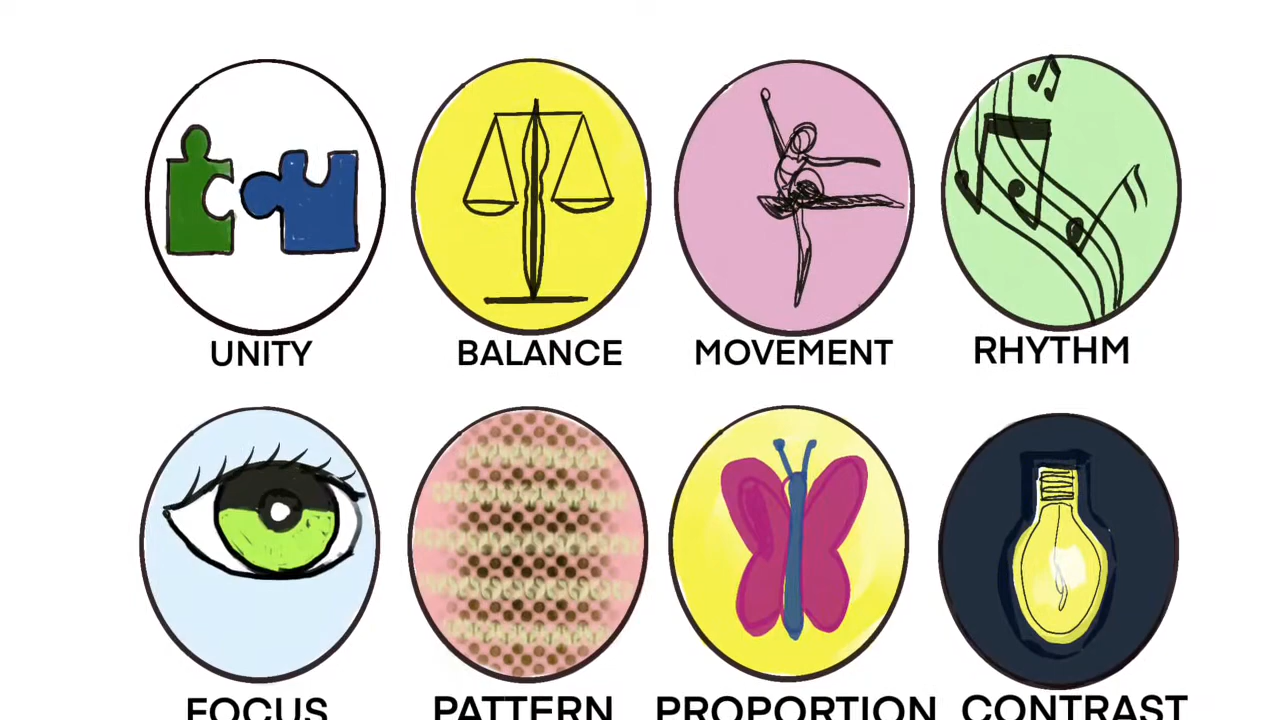 UNITY BALANCE MOVEMENT RHYTHM
FOCUS PATTERN PROPORTION CONTRAST